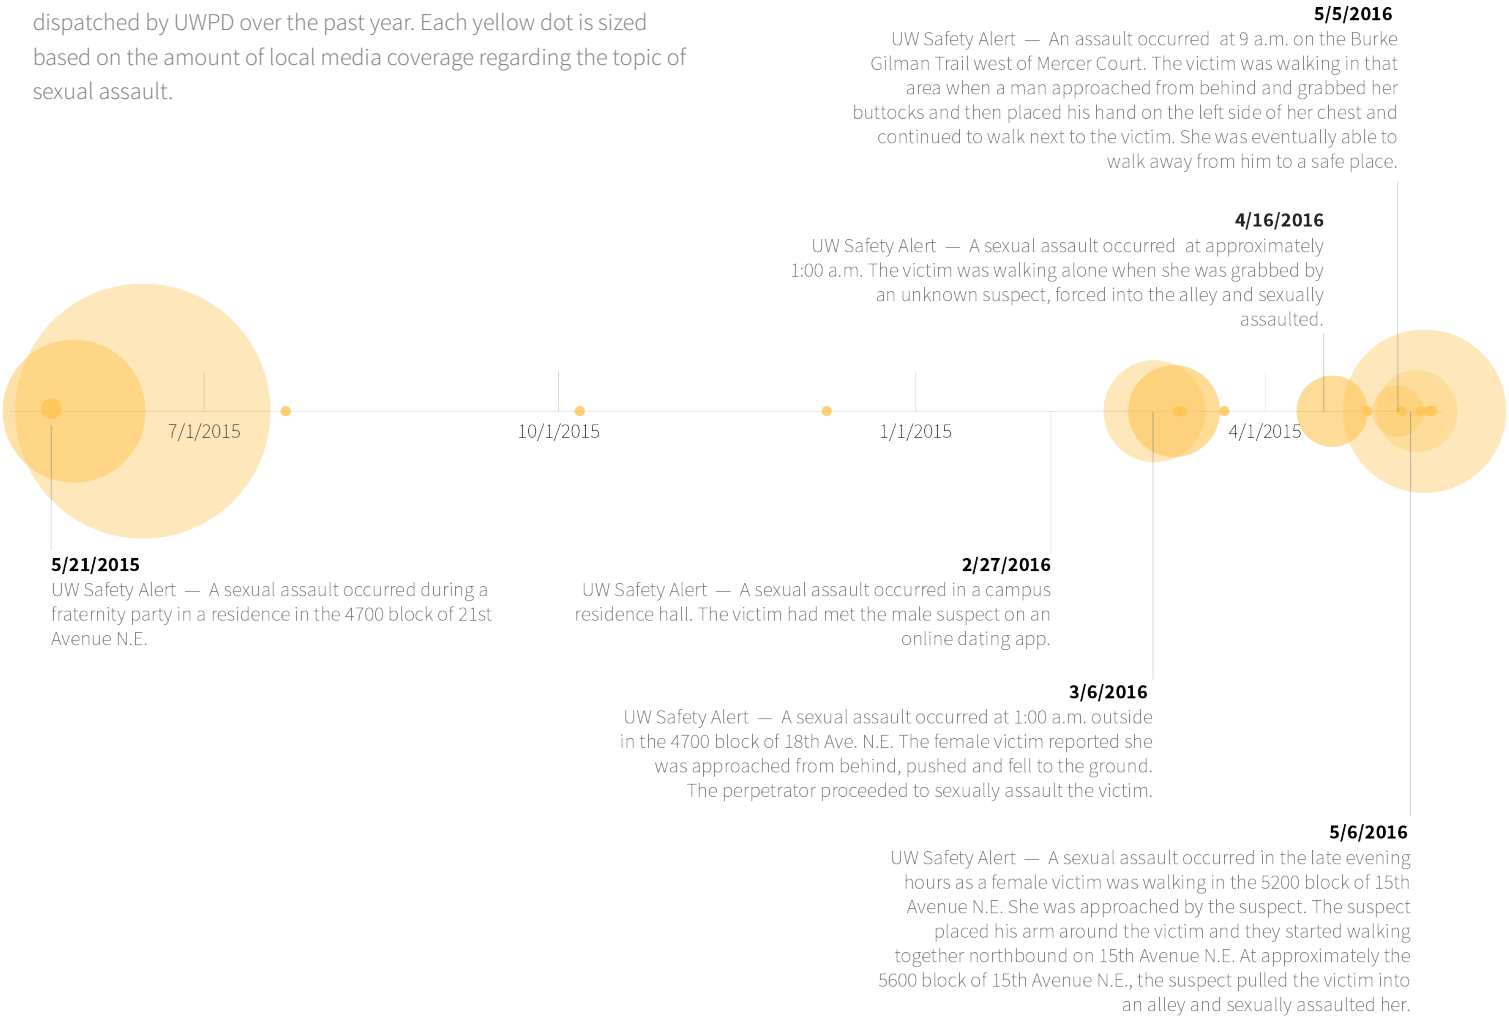 dispatched by UWPD over the past year. Each yellow dot is sized
based on the amount of local media coverage regarding the topic of
sexual assault.
5/5/2016
UW Safety Alert — An assault occurred at 9 a.m. on the Burke
Gilman Trail west of Mercer Court. The victim was walking in that
area when a man approached from behind and grabbed her
buttocks and then placed his hand on the left side of her chest and
continued to walk next to the victim. She was eventually able to
walk away from him to a safe place.
4/16/2016
UW Safety Alert — A sexual assault occurred at approximately
1:00 a.m. The victim was walking alone when she was grabbed by
an unknown suspect, forced into the alley and sexually
assaulted.
7/1/2015
10/1/2015
1/1/2015
4/1/2015
5/21/2015
UW Safety Alert — A sexual assault occurred during a
fraternity party in a residence in the 4700 block of 21st
Avenue N.E.
2/27/2016
UW Safety Alert — A sexual assault occurred in a campus
residence hall. The victim had met the male suspect on an
online dating app.
3/6/2016
UW Safety Alert — A sexual assault occurred at 1:00 a.m. outside
in the 4700 block of 18th Ave. N.E. The female victim reported she
was approached from behind, pushed and fell to the ground.
The perpetrator proceeded to sexually assault the victim.
5/6/2016
UW Safety Alert — A sexual assault occurred in the late evening
hours as a female victim was walking in the 5200 block of 15th
Avenue N.E. She was approached by the suspect. The suspect
placed his arm around the victim and they started walking
together northbound on 15th Avenue N.E. At approximately the
5600 block of 15th Avenue N.E., the suspect pulled the victim into
an alley and sexually assaulted her.